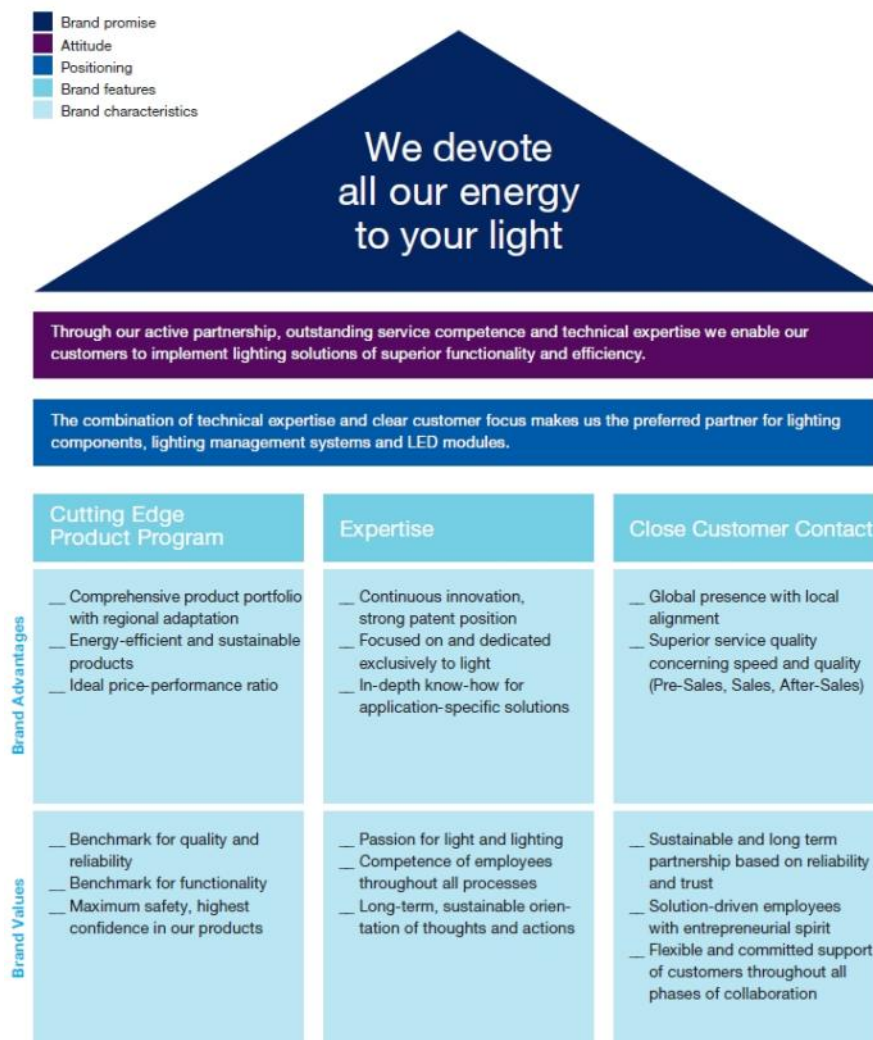 Brand promise
Attitude
Positioning
Brand features
Brand characteristics
We devote
all our energy
to your light
Through our active partnership, outstanding service competence and technical expertise we enable our
customers to implement lighting solutions of superior functionality and efficiency.
The combination of technical expertise and clear customer focus makes us the preferred partner for lighting
components, lighting management systems and LED modules.
Cutting Edge
Product Program
Expertise
Close Customer Contact
Brand Advantages
__ Comprehensive product portfolio
with regional adaptation
__ Energy-efficient and sustainable
products
__ Ideal price-performance ratio
__ Continuous innovation,
strong patent position
__ Focused on and dedicated
exclusively to light
__ In-depth know-how for
application-specific solutions
__ Global presence with local
alignment
__ Superior service quality
concerning speed and quality
(Pre-Sales, Sales, After-Sales)
Brand Values
__ Benchmark for quality and
reliability
__ Benchmark for functionality
__ Maximum safety, highest
confidence in our products
__ Passion for light and lighting
__ Competence of employees
throughout all processes
__ Long-term, sustainable orien-
tation of thoughts and actions
__ Sustainable and long term
partnership based on reliability
and trust
__ Solution-driven employees
with entrepreneurial spirit
__ Flexible and committed support
of customers throughout all
phases of collaboration